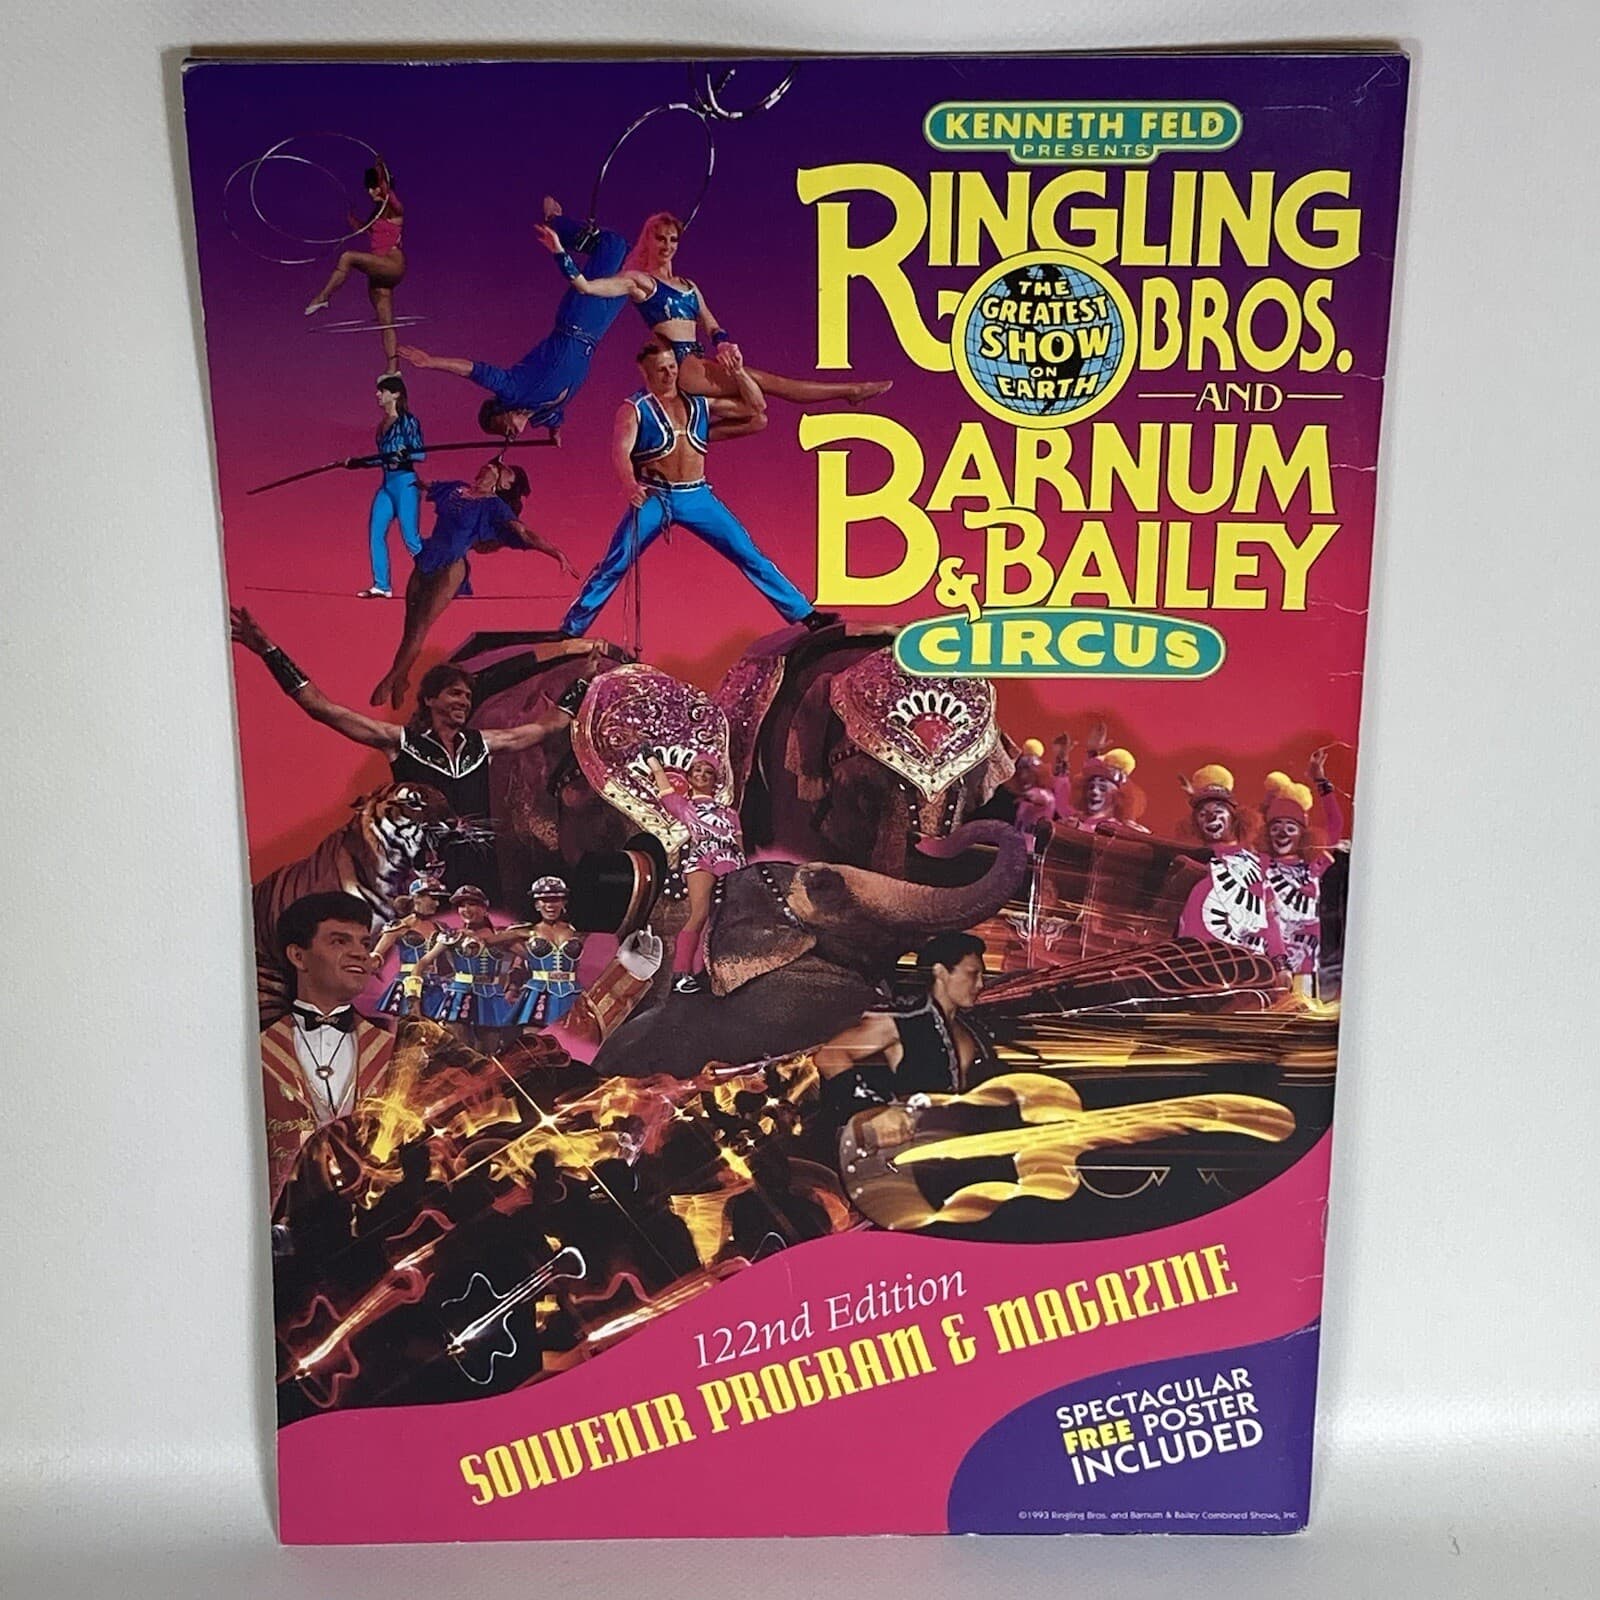 KENNETH FELD
PRESENTS
RINGLING
BROS.
THE
GREATEST
SHOW
ON
EARTH
AND
BARNUM
& BAILEY
CIRCUS
122nd Edition
SOUVENIR PROGRAM & MAGAZINE
SPECTACULAR
FREE POSTER
INCLUDED
©1993 Ringling Bros. and Barnum & Bailey Combined Shows, Inc.